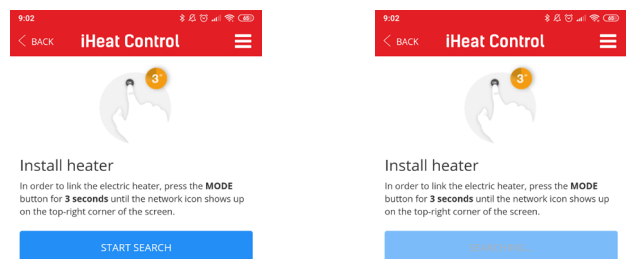 9:02
45
< BACK iHeat Control
3"
Install heater
In order to link the electric heater, press the MODE
button for 3 seconds until the network icon shows up
on the top-right corner of the screen.
START SEARCH
9:02
45
< BACK iHeat Control
3"
Install heater
In order to link the electric heater, press the MODE
button for 3 seconds until the network icon shows up
on the top-right corner of the screen.